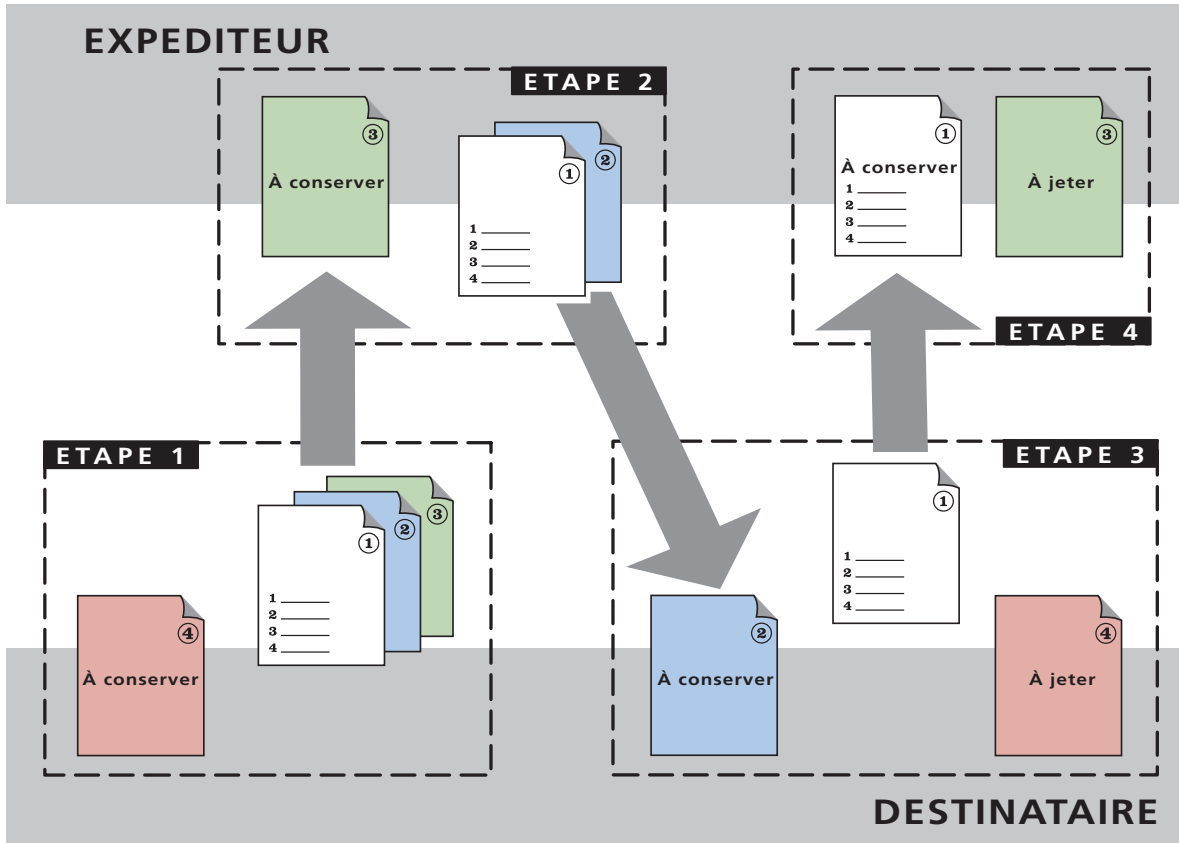 EXPEDITEUR
ETAPE 2
③
À conserver
②
①
1
2
3
4
①
À conserver
1
2
3
4
③
À jeter
ETAPE 4
ETAPE 1
③
②
①
1
2
3
4
④
À conserver
ETAPE 3
①
1
2
3
4
②
À conserver
④
À jeter
DESTINATAIRE